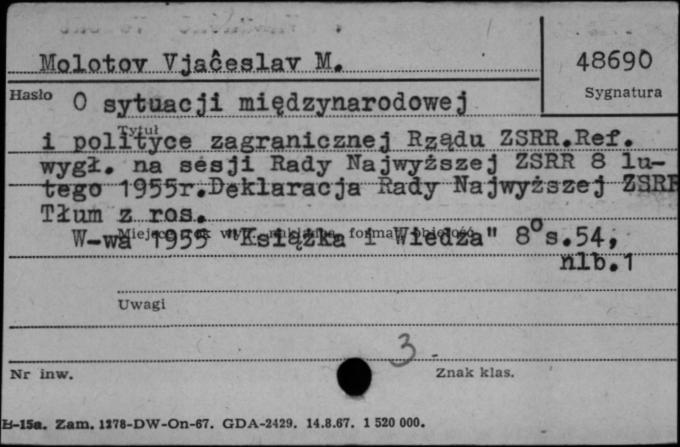 Molotov Vjačeslav M.
48690
Hasło
Sygnatura
O sytuacji międzynarodowej
Tytuł
i polityce zagranicznej Rządu ZSRR.Ref.
wygł. na sesji Rady Najwyższej ZSRR 8 lu-
tego 1955r.Deklaracja Rady Najwyższej ZSRR
Tłum z ros.
W-wa 1955 "Książka i Wiedza" 8° s.54,
nlb.1
Uwagi
3
Nr inw.
Znak klas.
B-15a. Zam. 1278-DW-On-67. GDA-2429. 14.8.67. 1 520 000.